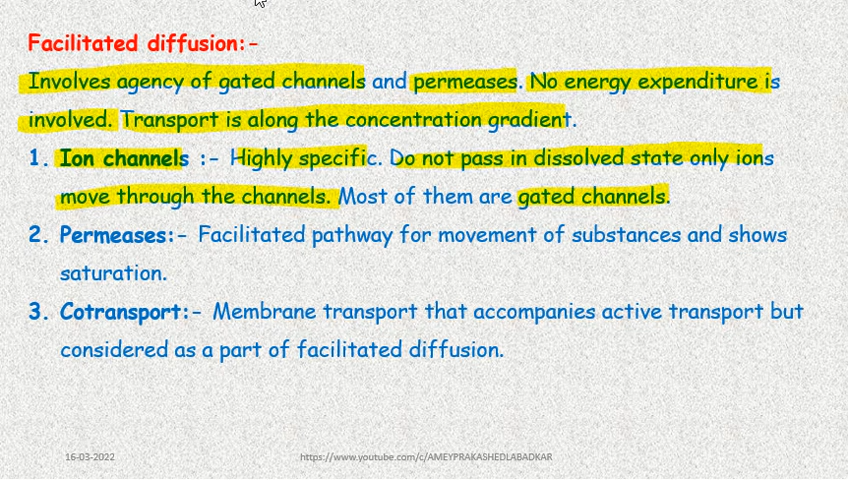 Facilitated diffusion:-
Involves agency of gated channels and permeases. No energy expenditure is
involved. Transport is along the concentration gradient.
1. Ion channels :- Highly specific. Do not pass in dissolved state only ions
move through the channels. Most of them are gated channels.
2. Permeases:- Facilitated pathway for movement of substances and shows
saturation.
3. Cotransport:- Membrane transport that accompanies active transport but
considered as a part of facilitated diffusion.
16-03-2022
https://www.youtube.com/c/AMEYPRAKASHEDLABADKAR